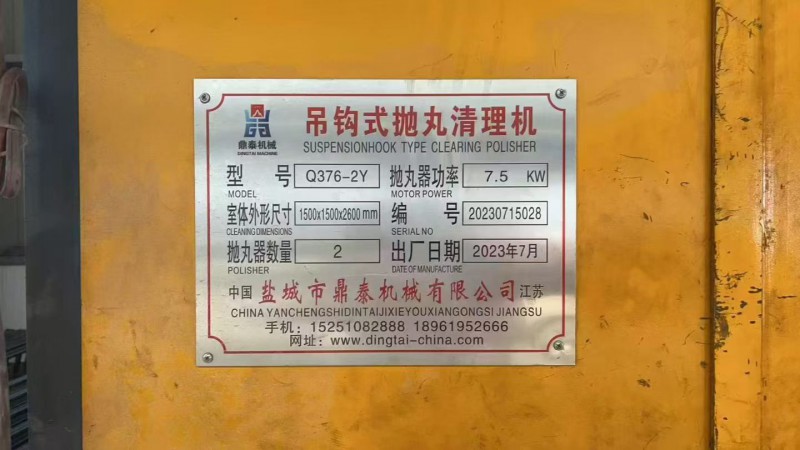 鼎泰机械
DINGTAI MACHINE
吊钩式抛丸清理机
SUSPENSIONHOOK TYPE CLEARING POLISHER
型号 Q376-2Y 抛丸器功率 7.5 KW
MODEL MOTOR POWER
室体外形尺寸 1500x1500x2600 mm 编号 20230715028
CLEANING DIMENSIONS SERIAL NO
抛丸器数量 2 出厂日期 2023年7月
POLISHER DATE OF MANUFACTURE
中国 盐城市鼎泰机械有限公司 江苏
CHINA YANCHENGSHIDINTAIJIXIEYOUXIANGONGSI JIANGSU
手机：15251082888 18961952666
网址：www.dingtai-china.com